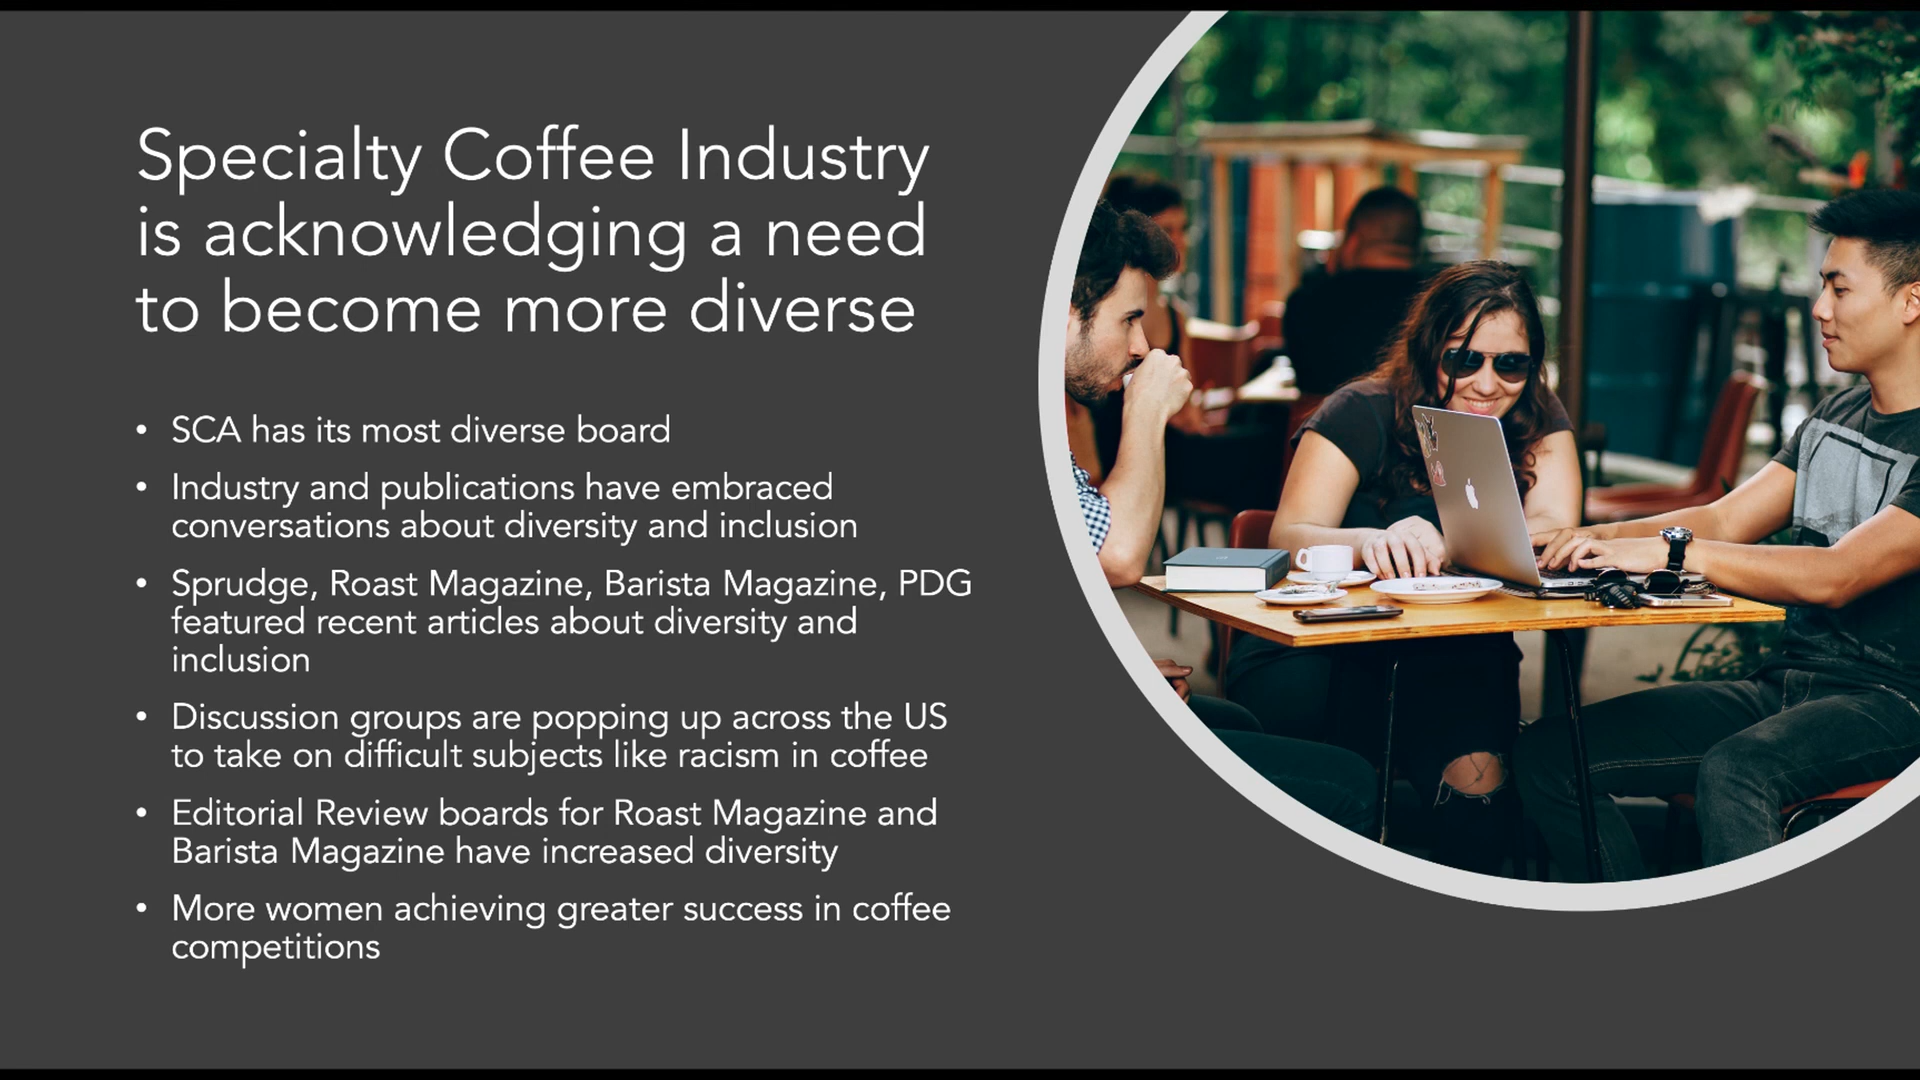 Specialty Coffee Industry
is acknowledging a need
to become more diverse
• SCA has its most diverse board
• Industry and publications have embraced
conversations about diversity and inclusion
• Sprudge, Roast Magazine, Barista Magazine, PDG
featured recent articles about diversity and
inclusion
• Discussion groups are popping up across the US
to take on difficult subjects like racism in coffee
• Editorial Review boards for Roast Magazine and
Barista Magazine have increased diversity
• More women achieving greater success in coffee
competitions